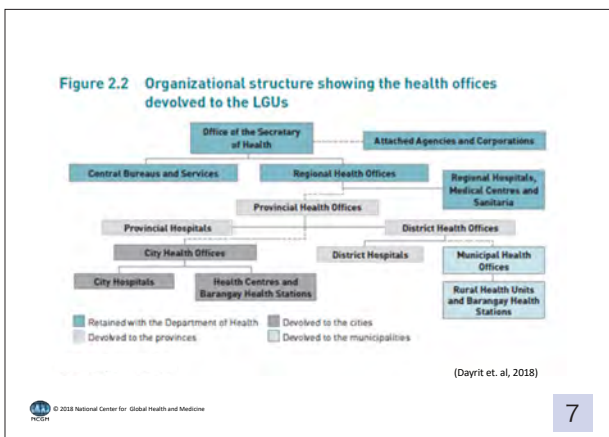 Figure 2.2 Organizational structure showing the health offices
devolved to the LGUs
Office of the Secretary
of Health
Attached Agencies and Corporations
Central Bureaus and Services
Regional Health Offices
Regional Hospitals,
Medical Centres and
Sanitaria
Provincial Health Offices
Provincial Hospitals
District Health Offices
City Health Offices
District Hospitals
Municipal Health
Offices
City Hospitals
Health Centres and
Barangay Health Stations
Rural Health Units
and Barangay Health
Stations
Retained with the Department of Health
Devolved to the cities
Devolved to the provinces
Devolved to the municipalities
(Dayrit et. al, 2018)
NCGM
© 2018 National Center for Global Health and Medicine
7